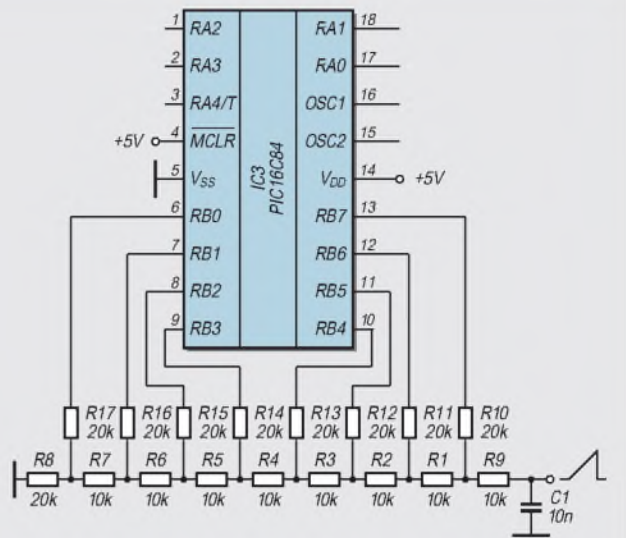 1 RA2 RA1 18
2 RA3 RA0 17
3 RA4/T OSC1 16
+5V 4 MCLR OSC2 15
5 VSS VDD 14 +5V
IC3
PIC16C84
6 RB0 RB7 13
7 RB1 RB6 12
8 RB2 RB5 11
9 RB3 RB4 10
R17 R16 R15 R14 R13 R12 R11 R10
20k 20k 20k 20k 20k 20k 20k 20k
R8 R7 R6 R5 R4 R3 R2 R1 R9
20k 10k 10k 10k 10k 10k 10k 10k 10k
C1
10n